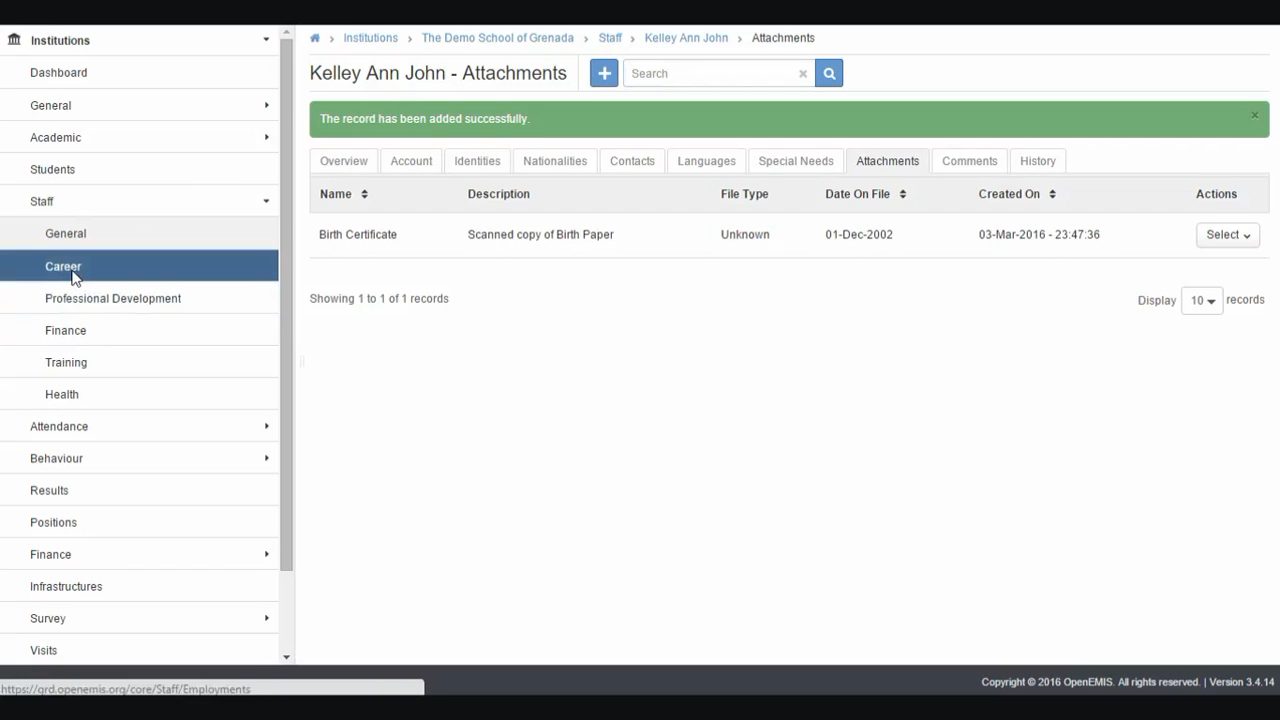 Institutions
Dashboard
General
Academic
Students
Staff
General
Career
Professional Development
Finance
Training
Health
Attendance
Behaviour
Results
Positions
Finance
Infrastructures
Survey
Visits
https://grd.openemis.org/core/Staff/Employments
Institutions > The Demo School of Grenada > Staff > Kelley Ann John > Attachments
Kelley Ann John - Attachments + Search ×
The record has been added successfully. ×
Overview Account Identities Nationalities Contacts Languages Special Needs Attachments Comments History
Name Description File Type Date On File Created On Actions
Birth Certificate Scanned copy of Birth Paper Unknown 01-Dec-2002 03-Mar-2016 - 23:47:36 Select
Showing 1 to 1 of 1 records Display 10 records
Copyright © 2016 OpenEMIS. All rights reserved. | Version 3.4.14